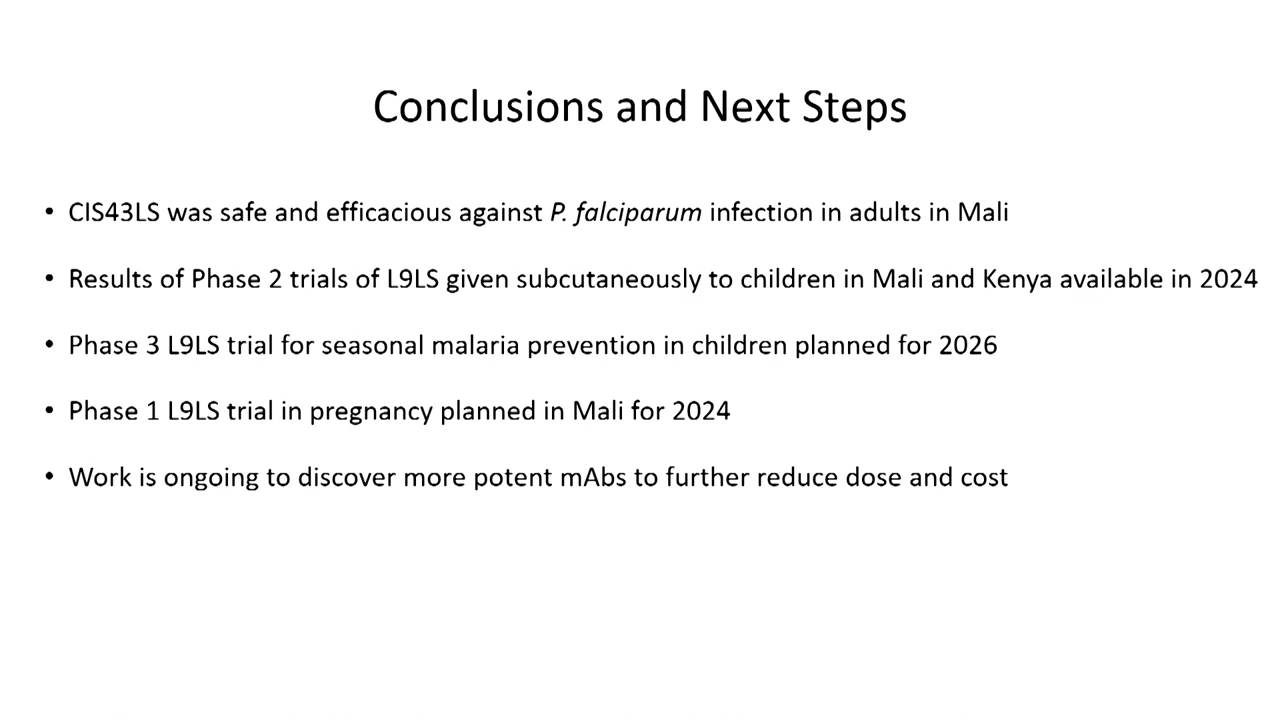 Conclusions and Next Steps
• CIS43LS was safe and efficacious against P. falciparum infection in adults in Mali
• Results of Phase 2 trials of L9LS given subcutaneously to children in Mali and Kenya available in 2024
• Phase 3 L9LS trial for seasonal malaria prevention in children planned for 2026
• Phase 1 L9LS trial in pregnancy planned in Mali for 2024
• Work is ongoing to discover more potent mAbs to further reduce dose and cost